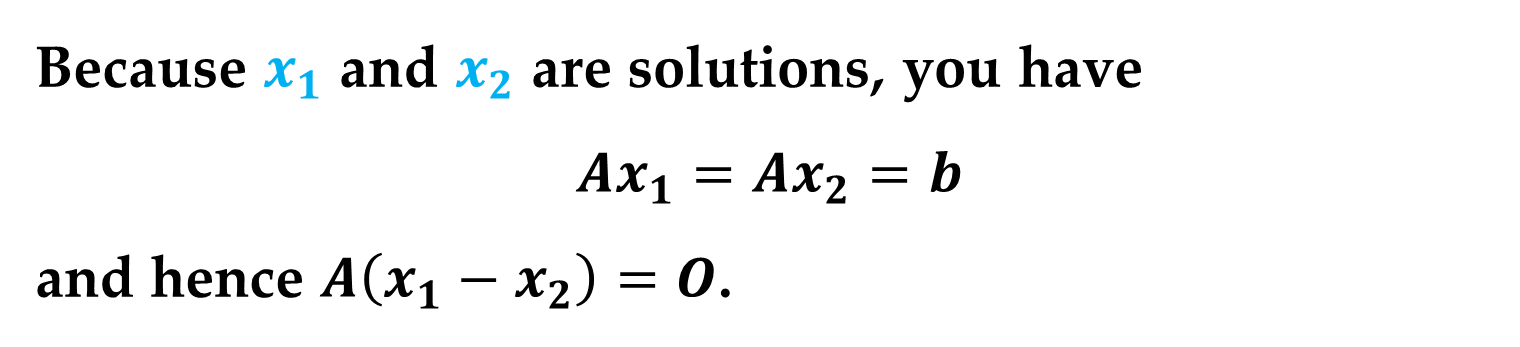 Because x₁ and x₂ are solutions, you have
Ax₁ = Ax₂ = b
and hence A(x₁ − x₂) = O.